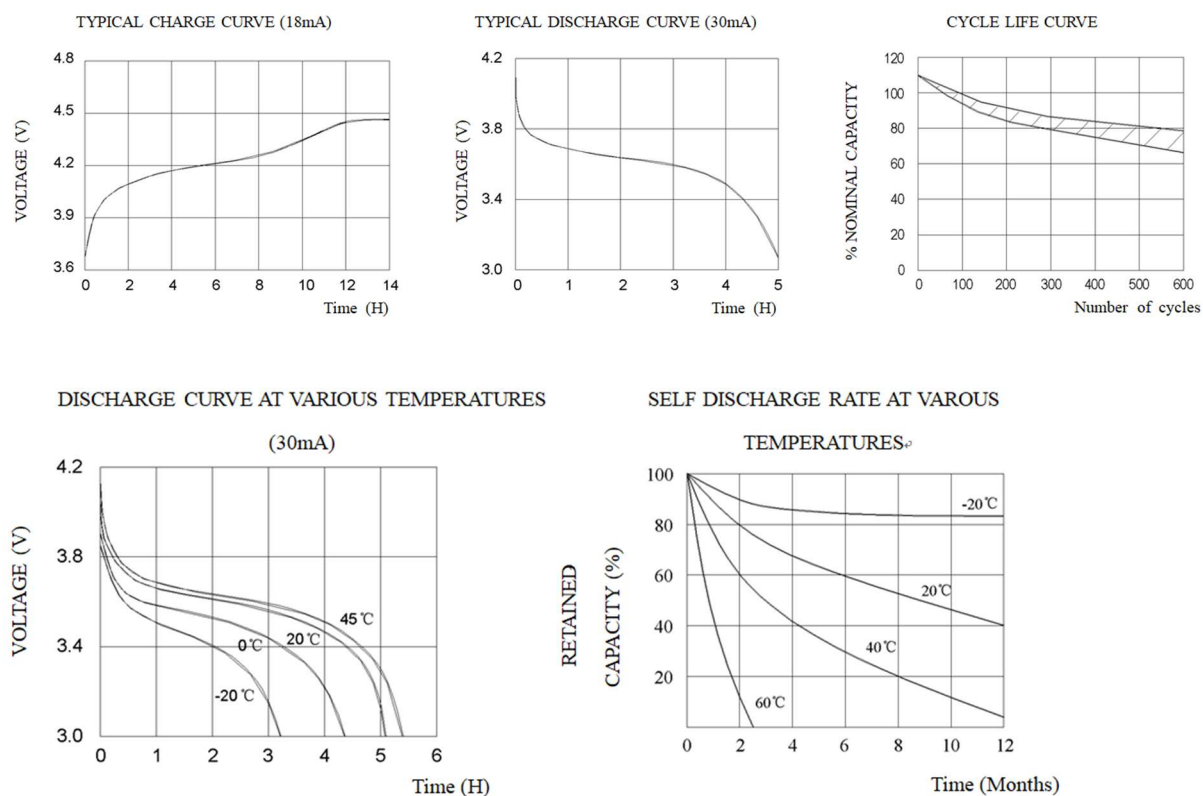 TYPICAL CHARGE CURVE (18mA)
VOLTAGE (V)
4.8
4.5
4.2
3.9
3.6
0 2 4 6 8 10 12 14
Time (H)
TYPICAL DISCHARGE CURVE (30mA)
VOLTAGE (V)
4.2
3.8
3.4
3.0
0 1 2 3 4 5
Time (H)
CYCLE LIFE CURVE
% NOMINAL CAPACITY
120
100
80
60
40
20
0
0 100 200 300 400 500 600
Number of cycles
DISCHARGE CURVE AT VARIOUS TEMPERATURES
(30mA)
VOLTAGE (V)
4.2
3.8
3.4
3.0
45℃
20℃
0℃
-20℃
0 1 2 3 4 5 6
Time (H)
SELF DISCHARGE RATE AT VAROUS
TEMPERATURES↵
RETAINED
CAPACITY (%)
100
80
60
40
20
-20℃
20℃
40℃
60℃
0 2 4 6 8 10 12
Time (Months)